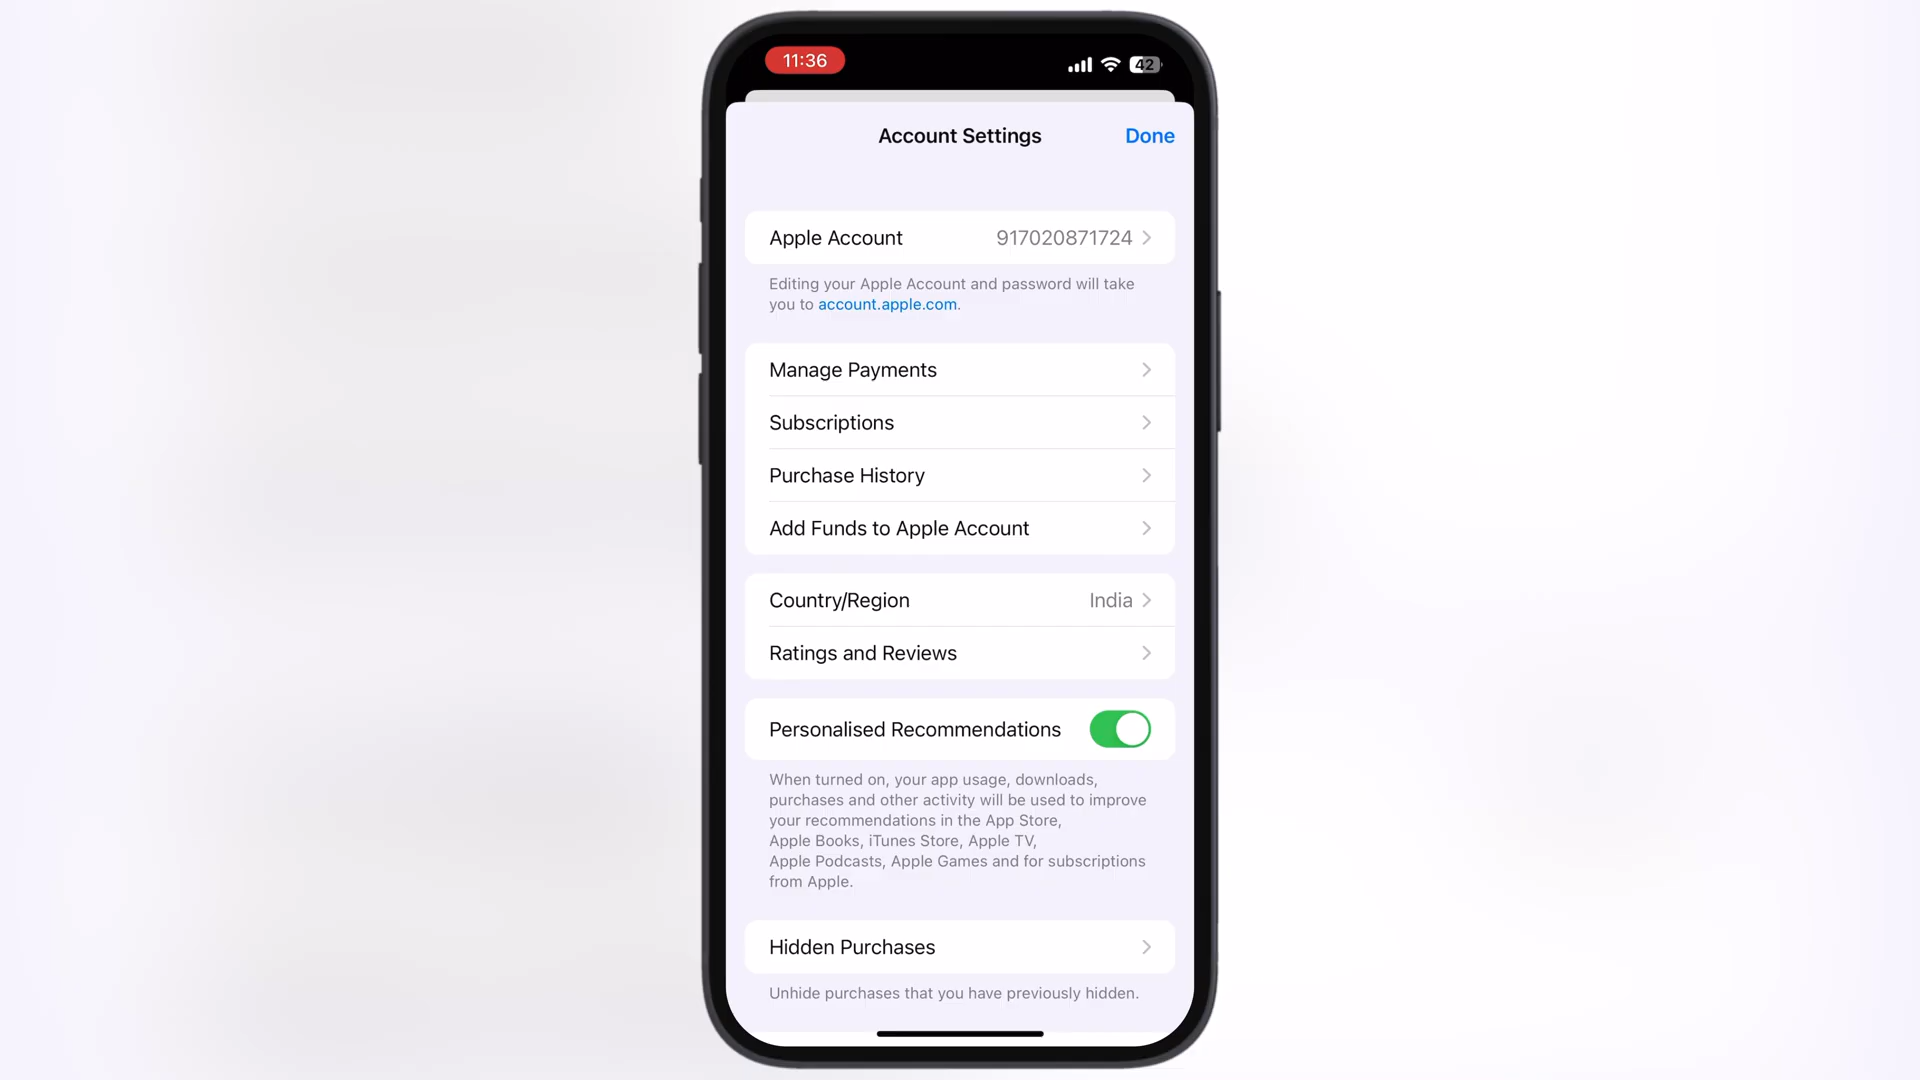 11:36
42
Account Settings
Done
Apple Account 917020871724
Editing your Apple Account and password will take
you to account.apple.com.
Manage Payments
Subscriptions
Purchase History
Add Funds to Apple Account
Country/Region India
Ratings and Reviews
Personalised Recommendations
When turned on, your app usage, downloads,
purchases and other activity will be used to improve
your recommendations in the App Store,
Apple Books, iTunes Store, Apple TV,
Apple Podcasts, Apple Games and for subscriptions
from Apple.
Hidden Purchases
Unhide purchases that you have previously hidden.